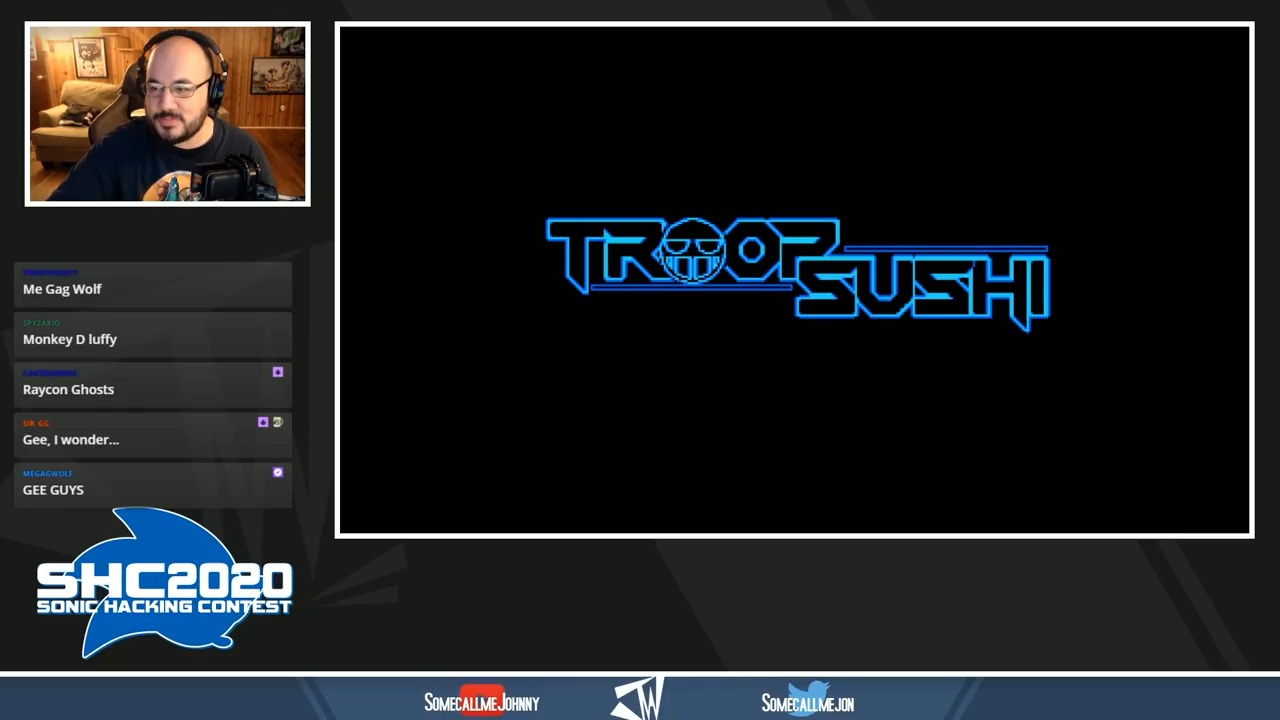 Me Gag Wolf
SPYZARIO
Monkey D luffy
Raycon Ghosts
SIR GG
Gee, I wonder...
MEGAGWOLF
GEE GUYS
SHC2020
SONIC HACKING CONTEST
TROOP
SUSHI
SOMECALLMEJOHNNY
SOMECALLMEJON